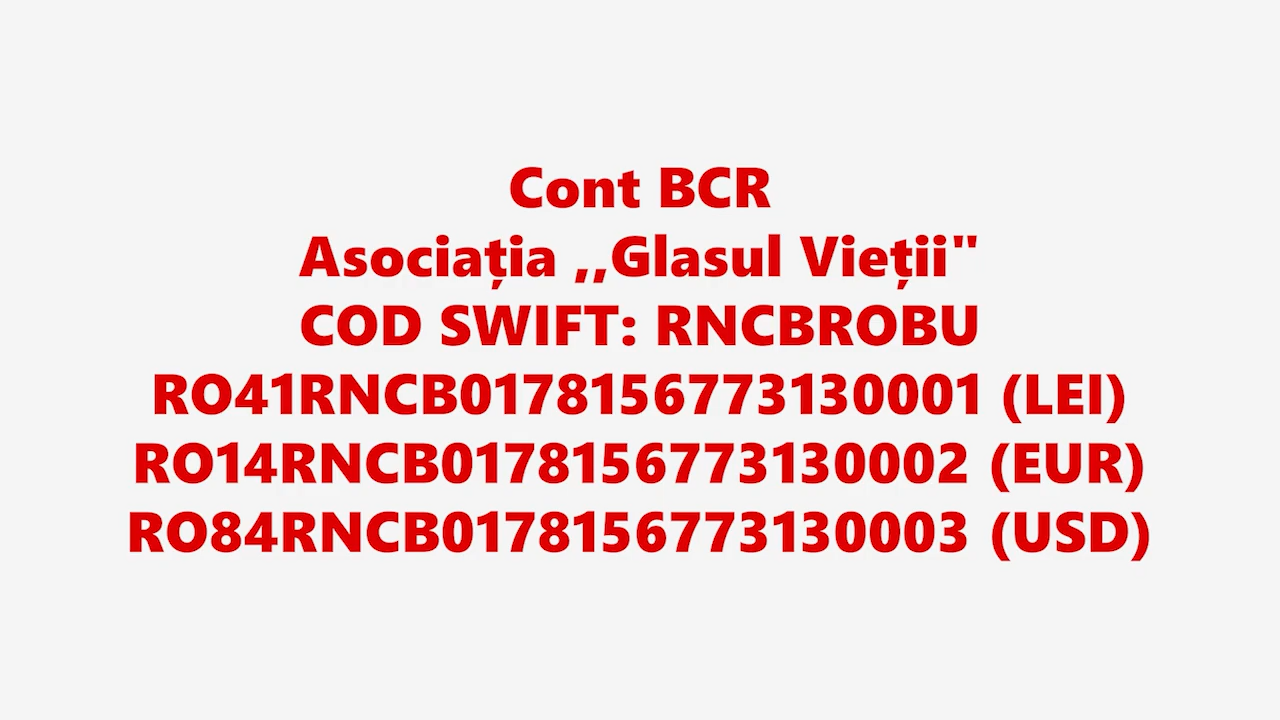 Cont BCR
Asociația ,,Glasul Vieții"
COD SWIFT: RNCBROBU
RO41RNCB0178156773130001 (LEI)
RO14RNCB0178156773130002 (EUR)
RO84RNCB0178156773130003 (USD)